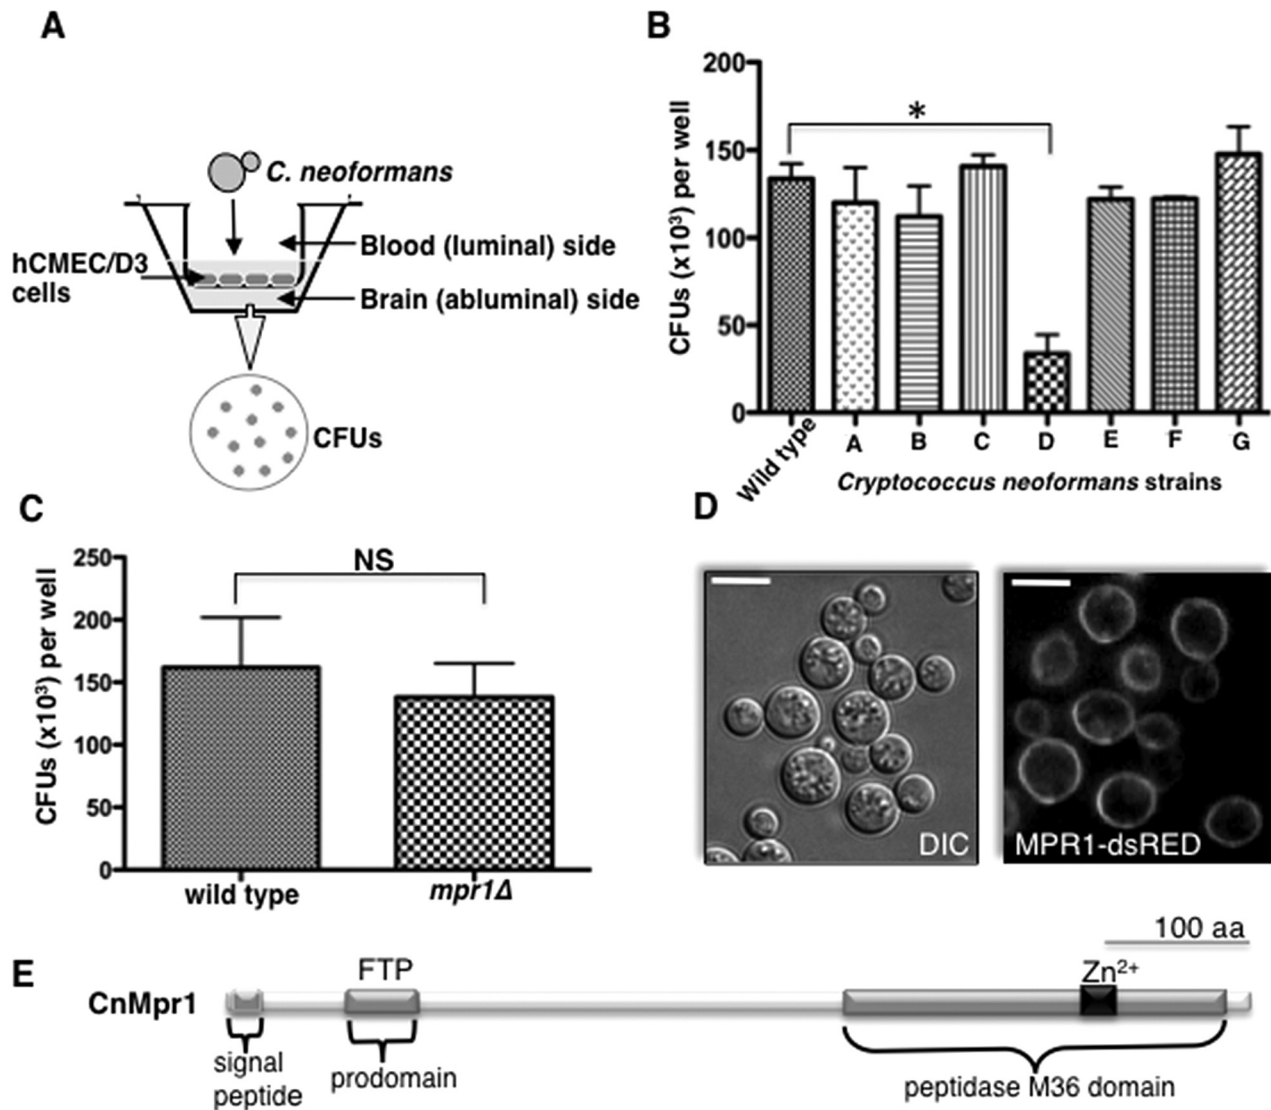 A
C. neoformans
Blood (luminal) side
hCMEC/D3
cells
Brain (abluminal) side
CFUs
B
CFUs (x10³) per well
200
150
100
50
0
*
Wild type
A
B
C
D
E
F
G
Cryptococcus neoformans strains
C
CFUs (x10³) per well
250
200
150
100
50
0
NS
wild type
mpr1Δ
D
DIC
MPR1-dsRED
E
100 aa
FTP
Zn²⁺
CnMpr1
signal
peptide
prodomain
peptidase M36 domain